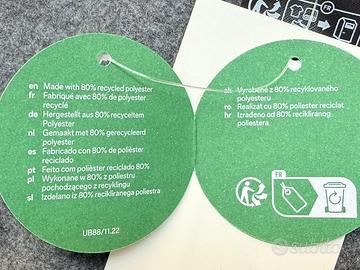 en Made with 80% recycled polyester
fr Fabriqué avec 80% de polyester
recyclé
de Hergestellt aus 80% recyceltem
Polyester
nl Gemaakt met 80% gerecycleerd
polyester
es Fabricado con 80% de poliéster
reciclado
pt Feito com poliéster reciclado 80%
pl Wykonane w 80% z poliestru
pochodzącego z recyklingu
sl Izdelano iz 80% recikliranega poliestra
UB88/11.22
sk Vyrobené z 80% recyklovaného
polyesteru
ro Realizat cu 80% poliester reciclat
hr Izrađeno od 80% recikliranog
poliestera
FR
FR
subito